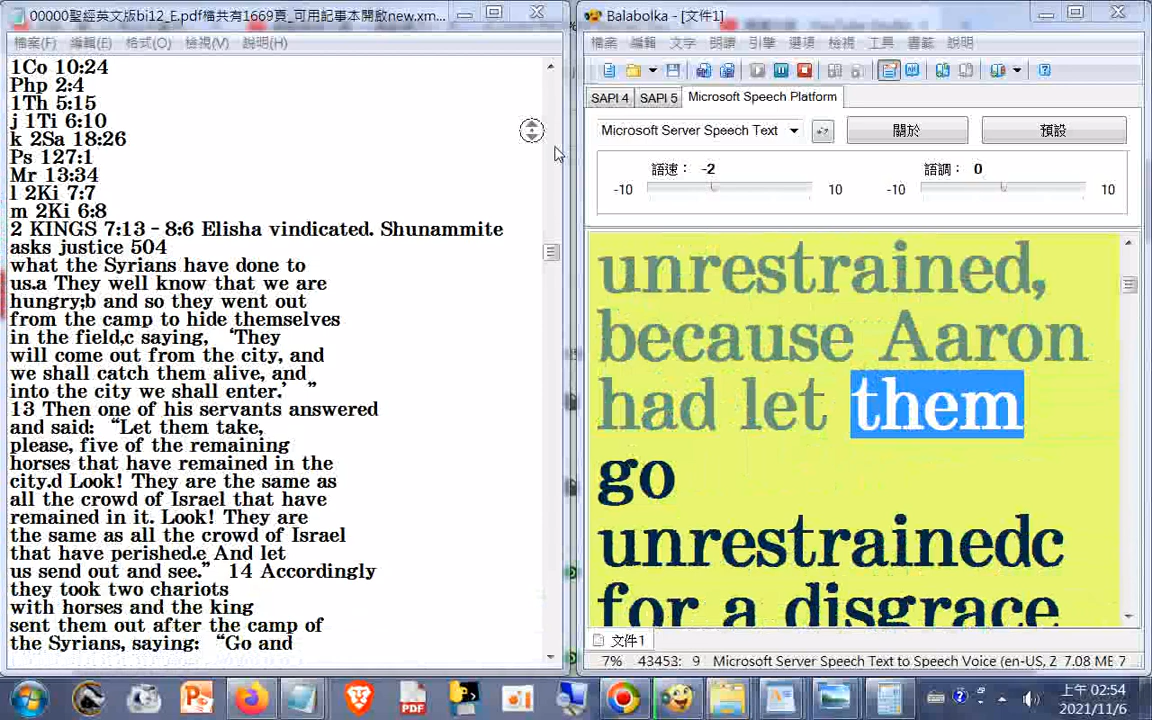 00000聖經英文版bi12_E.pdf檔共有1669頁_可用記事本開啟new.xm...
檔案(F) 編輯(E) 格式(O) 檢視(V) 說明(H)
1Co 10:24
Php 2:4
1Th 5:15
j 1Ti 6:10
k 2Sa 18:26
Ps 127:1
Mr 13:34
l 2Ki 7:7
m 2Ki 6:8
2 KINGS 7:13 – 8:6 Elisha vindicated. Shunammite
asks justice 504
what the Syrians have done to
us.a They well know that we are
hungry;b and so they went out
from the camp to hide themselves
in the field,c saying, ‘They
will come out from the city, and
we shall catch them alive, and
into the city we shall enter.’ ”
13 Then one of his servants answered
and said: “Let them take,
please, five of the remaining
horses that have remained in the
city.d Look! They are the same as
all the crowd of Israel that have
remained in it. Look! They are
the same as all the crowd of Israel
that have perished.e And let
us send out and see.” 14 Accordingly
they took two chariots
with horses and the king
sent them out after the camp of
the Syrians, saying: “Go and
Balabolka - [文件1]
檔案 編輯 文字 朗讀 引擎 選項 檢視 工具 書籤 說明
SAPI 4 SAPI 5 Microsoft Speech Platform
Microsoft Server Speech Text 關於 預設
語速： -2 語調： 0
-10 10 -10 10
unrestrained,
because Aaron
had let them
go
unrestrainedc
for a disgrace
文件1
7% 43453: 9 Microsoft Server Speech Text to Speech Voice (en-US, 2 7.08 ME 7
PDF
上午 02:54
2021/11/6